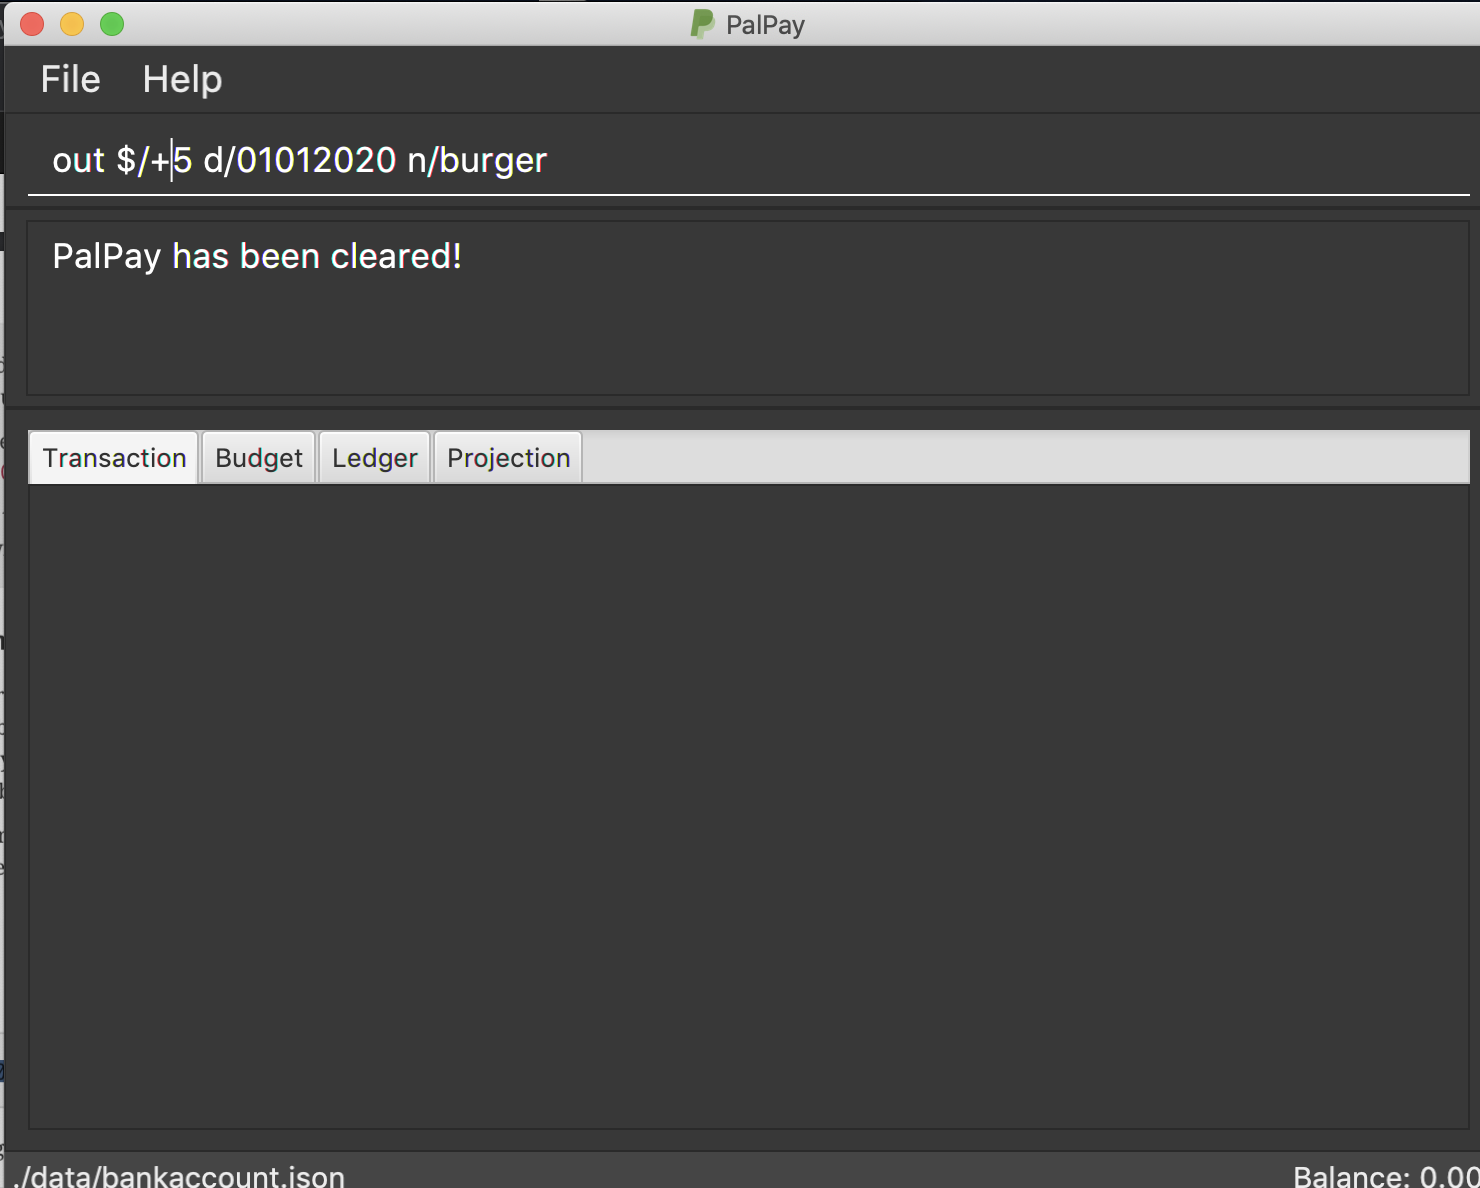 PalPay
File Help
out $/+5 d/01012020 n/burger
PalPay has been cleared!
Transaction Budget Ledger Projection
./data/bankaccount.json Balance: 0.00